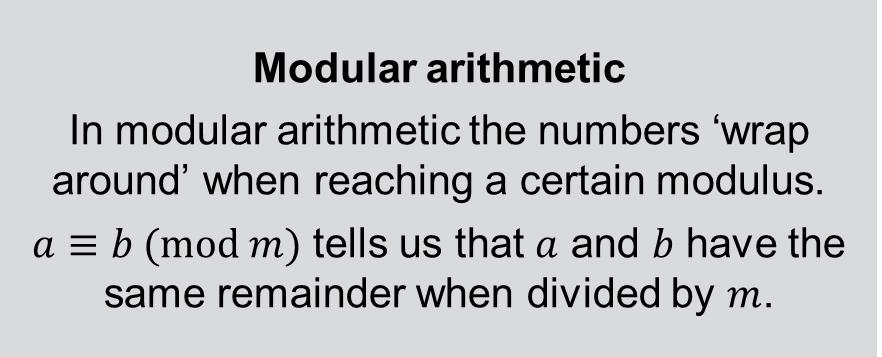 Modular arithmetic
In modular arithmetic the numbers ‘wrap
around’ when reaching a certain modulus.
𝑎 ≡ 𝑏 (mod 𝑚) tells us that 𝑎 and 𝑏 have the
same remainder when divided by 𝑚.